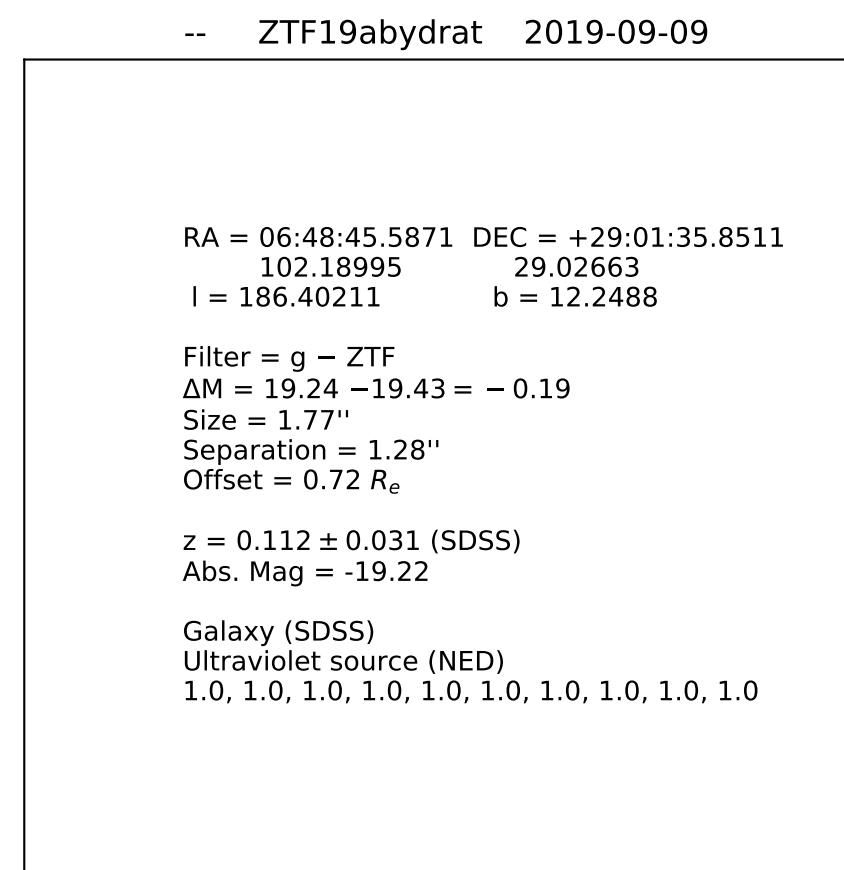 -- ZTF19abydrat 2019-09-09
RA = 06:48:45.5871 DEC = +29:01:35.8511
102.18995 29.02663
l = 186.40211 b = 12.2488
Filter = g − ZTF
ΔM = 19.24 −19.43 = − 0.19
Size = 1.77''
Separation = 1.28''
Offset = 0.72 Rₑ
z = 0.112 ± 0.031 (SDSS)
Abs. Mag = -19.22
Galaxy (SDSS)
Ultraviolet source (NED)
1.0, 1.0, 1.0, 1.0, 1.0, 1.0, 1.0, 1.0, 1.0, 1.0